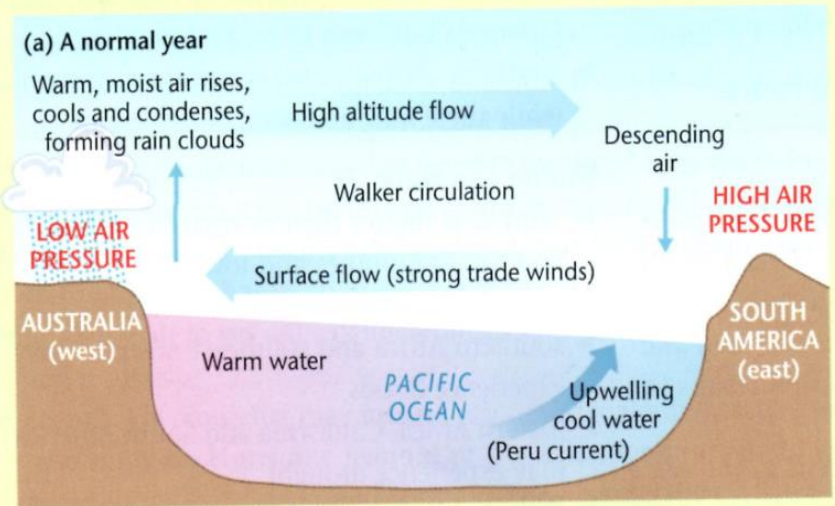 (a) A normal year
Warm, moist air rises,
cools and condenses,
forming rain clouds
High altitude flow
Descending
air
Walker circulation
HIGH AIR
PRESSURE
LOW AIR
PRESSURE
Surface flow (strong trade winds)
AUSTRALIA
(west)
SOUTH
AMERICA
(east)
Warm water
PACIFIC
OCEAN
Upwelling
cool water
(Peru current)